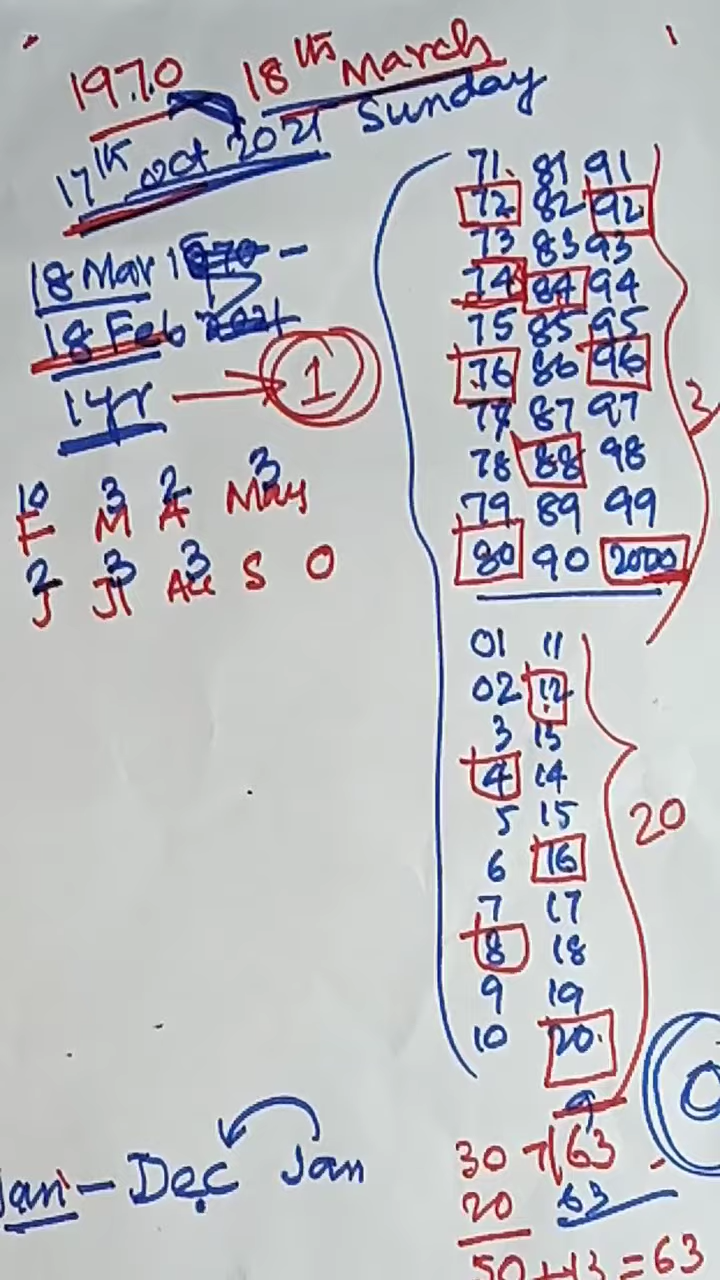 1970 18th March
17th oct 2021 Sunday
18 Mar 1970 -
18 Feb 2021
1yr → 1
10 3 2 3
F M A May
2 3 3
J Jl Au S O
71 81 91
72 82 92
73 83 93
74 84 94
75 85 95
76 86 96
77 87 97
78 88 98
79 89 99
80 90 2000
3
01 11
02 12
3 13
4 14
5 15
6 16
7 17
8 18
9 19
10 20
20
Jan - Dec Jan
9
30 7 63
20 63
50 + 13 = 63